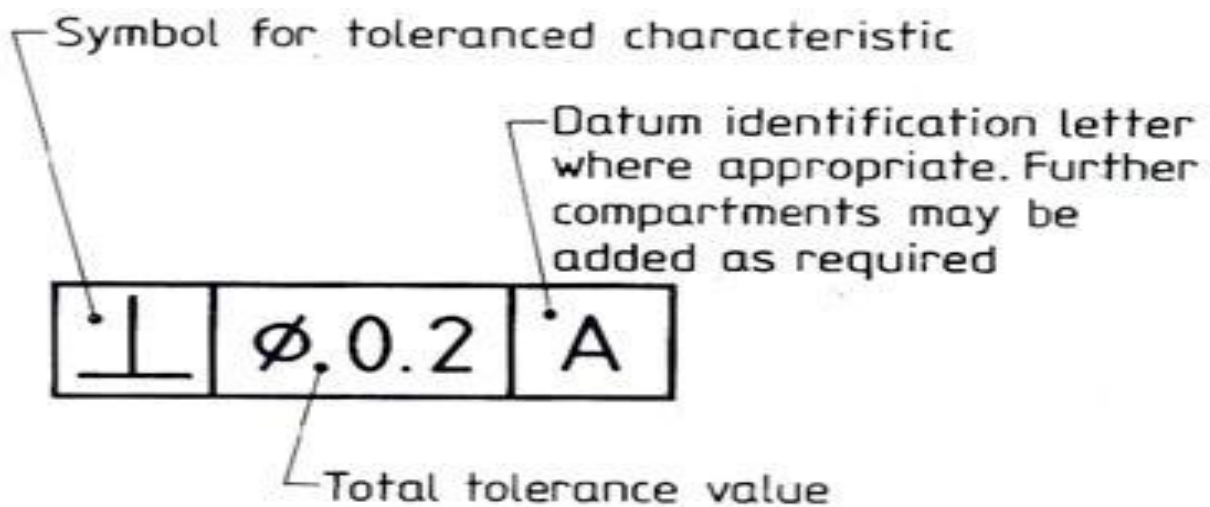 Symbol for toleranced characteristic
Datum identification letter
where appropriate. Further
compartments may be
added as required
⊥ ⌀ 0.2 A
Total tolerance value